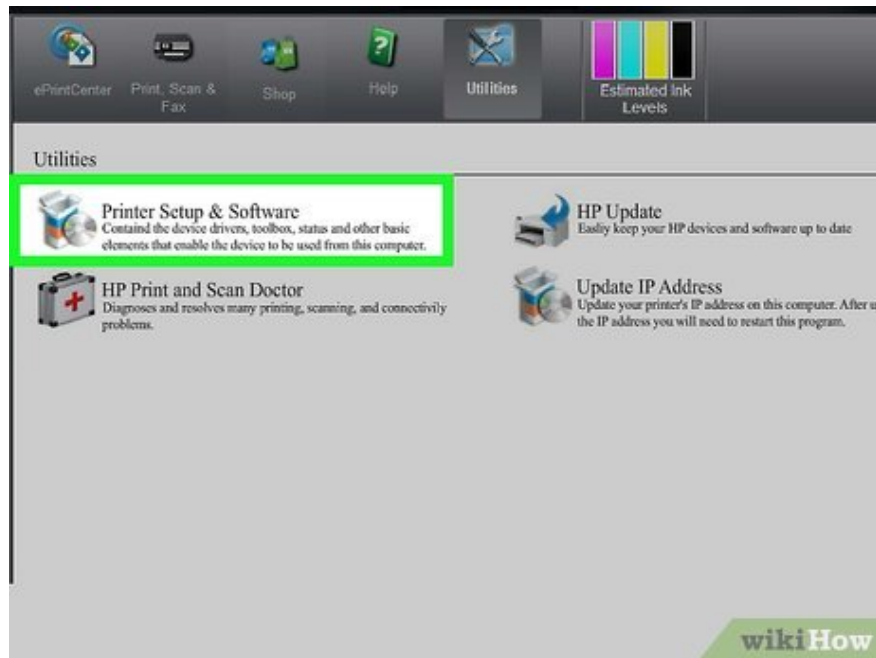 ePrintCenter
Print, Scan &
Fax
Shop
Help
Utilities
Estimated Ink
Levels
Utilities
Printer Setup & Software
Containd the device drivers, toolbox, status and other basic
elements that enable the device to be used from this computer.
HP Update
Easliy keep your HP devices and software up to date
HP Print and Scan Doctor
Diagnoses and resolves many printing, scanning, and connectivily
problems.
Update IP Address
Update your printer's IP address on this computer. After u
the IP address you will need to restart this program.
wikiHow